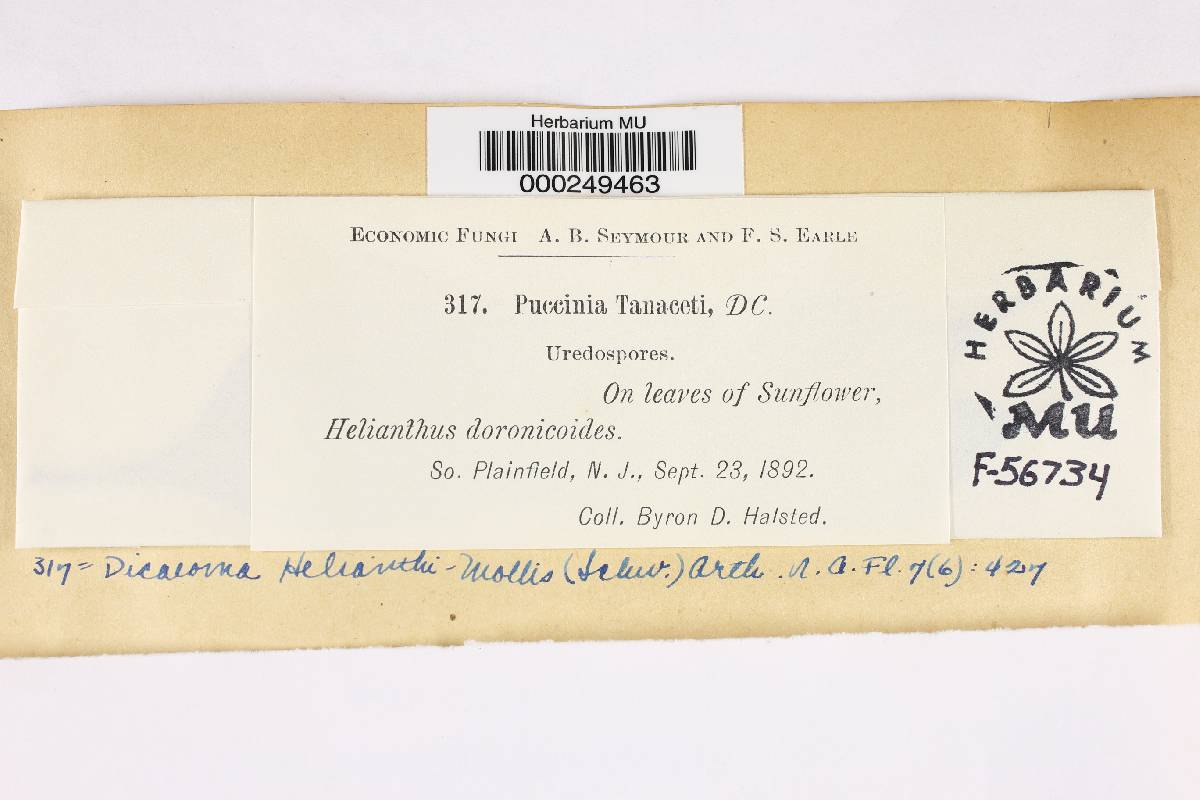 Herbarium MU
000249463
ECONOMIC FUNGI A. B. SEYMOUR AND F. S. EARLE
317. Puccinia Tanaceti, DC.
Uredospores.
On leaves of Sunflower,
Helianthus doronicoides.
So. Plainfield, N. J., Sept. 23, 1892.
Coll. Byron D. Halsted.
HERBARIUM
MU
F-56734
317 = Dicaeoma Helianthi-Mollis (Schw.) Arth. N. A. Fl. 7(6): 427